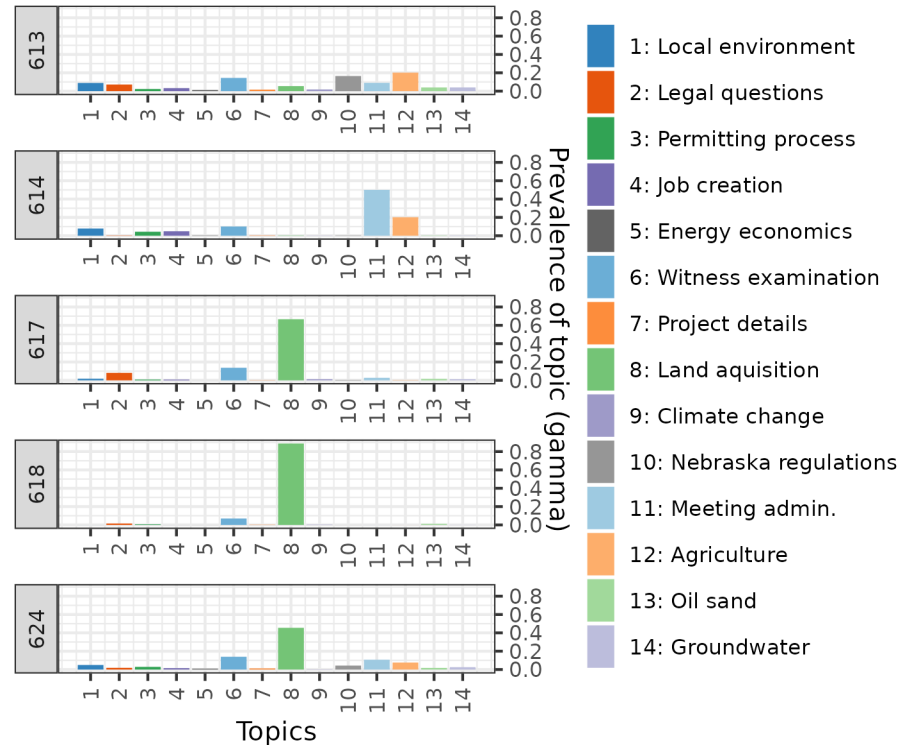 613
0.8
0.6
0.4
0.2
0.0
1 2 3 4 5 6 7 8 9 10 11 12 13 14
614
0.8
0.6
0.4
0.2
0.0
1 2 3 4 5 6 7 8 9 10 11 12 13 14
617
0.8
0.6
0.4
0.2
0.0
1 2 3 4 5 6 7 8 9 10 11 12 13 14
618
0.8
0.6
0.4
0.2
0.0
1 2 3 4 5 6 7 8 9 10 11 12 13 14
624
0.8
0.6
0.4
0.2
0.0
1 2 3 4 5 6 7 8 9 10 11 12 13 14
Topics
Prevalence of topic (gamma)
1: Local environment
2: Legal questions
3: Permitting process
4: Job creation
5: Energy economics
6: Witness examination
7: Project details
8: Land aquisition
9: Climate change
10: Nebraska regulations
11: Meeting admin.
12: Agriculture
13: Oil sand
14: Groundwater